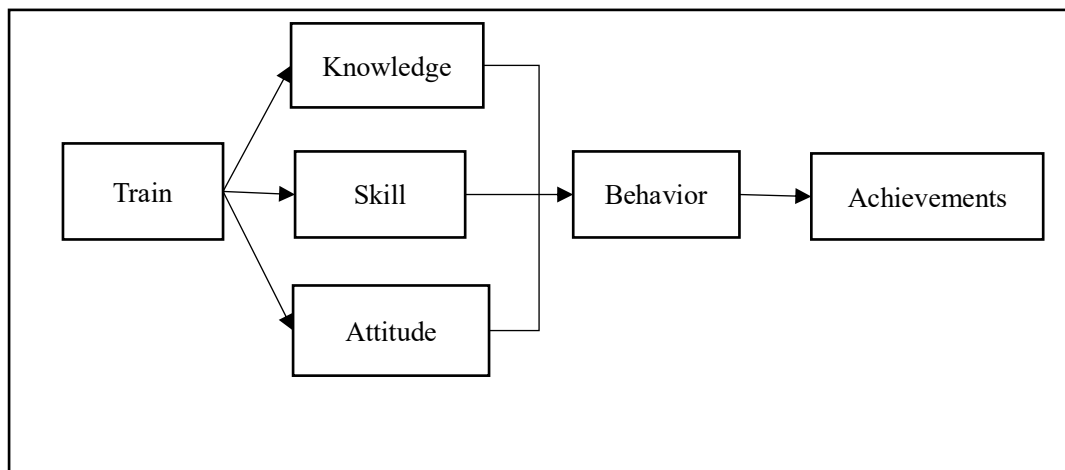 Knowledge
Train
Skill
Behavior
Achievements
Attitude